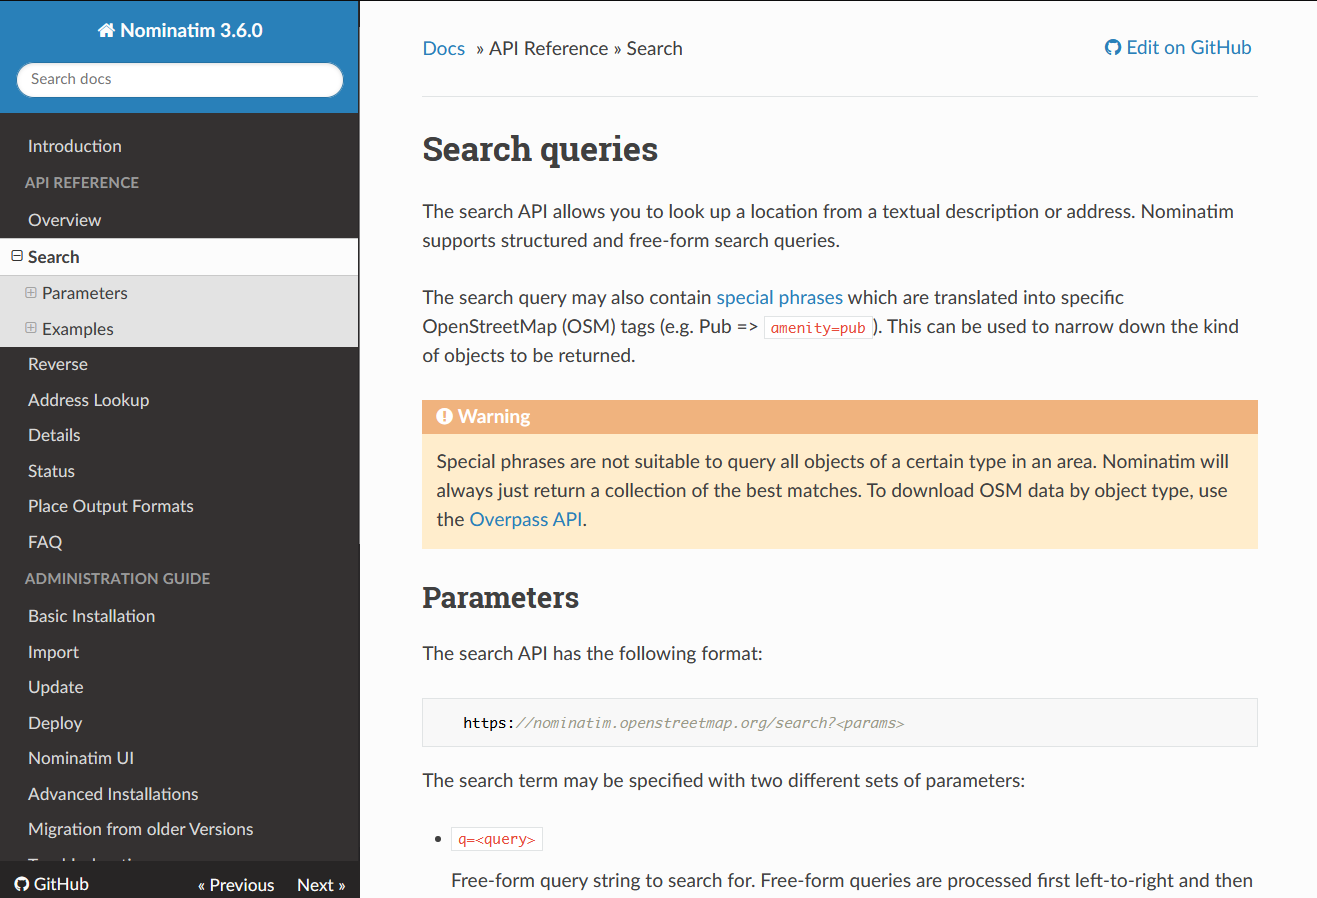 Nominatim 3.6.0
Search docs
Introduction
API REFERENCE
Overview
Search
Parameters
Examples
Reverse
Address Lookup
Details
Status
Place Output Formats
FAQ
ADMINISTRATION GUIDE
Basic Installation
Import
Update
Deploy
Nominatim UI
Advanced Installations
Migration from older Versions
GitHub
« Previous
Next »
Docs » API Reference » Search
Edit on GitHub
Search queries
The search API allows you to look up a location from a textual description or address. Nominatim
supports structured and free-form search queries.
The search query may also contain special phrases which are translated into specific
OpenStreetMap (OSM) tags (e.g. Pub => amenity=pub). This can be used to narrow down the kind
of objects to be returned.
Warning
Special phrases are not suitable to query all objects of a certain type in an area. Nominatim will
always just return a collection of the best matches. To download OSM data by object type, use
the Overpass API.
Parameters
The search API has the following format:
https://nominatim.openstreetmap.org/search?<params>
The search term may be specified with two different sets of parameters:
• q=<query>
Free-form query string to search for. Free-form queries are processed first left-to-right and then